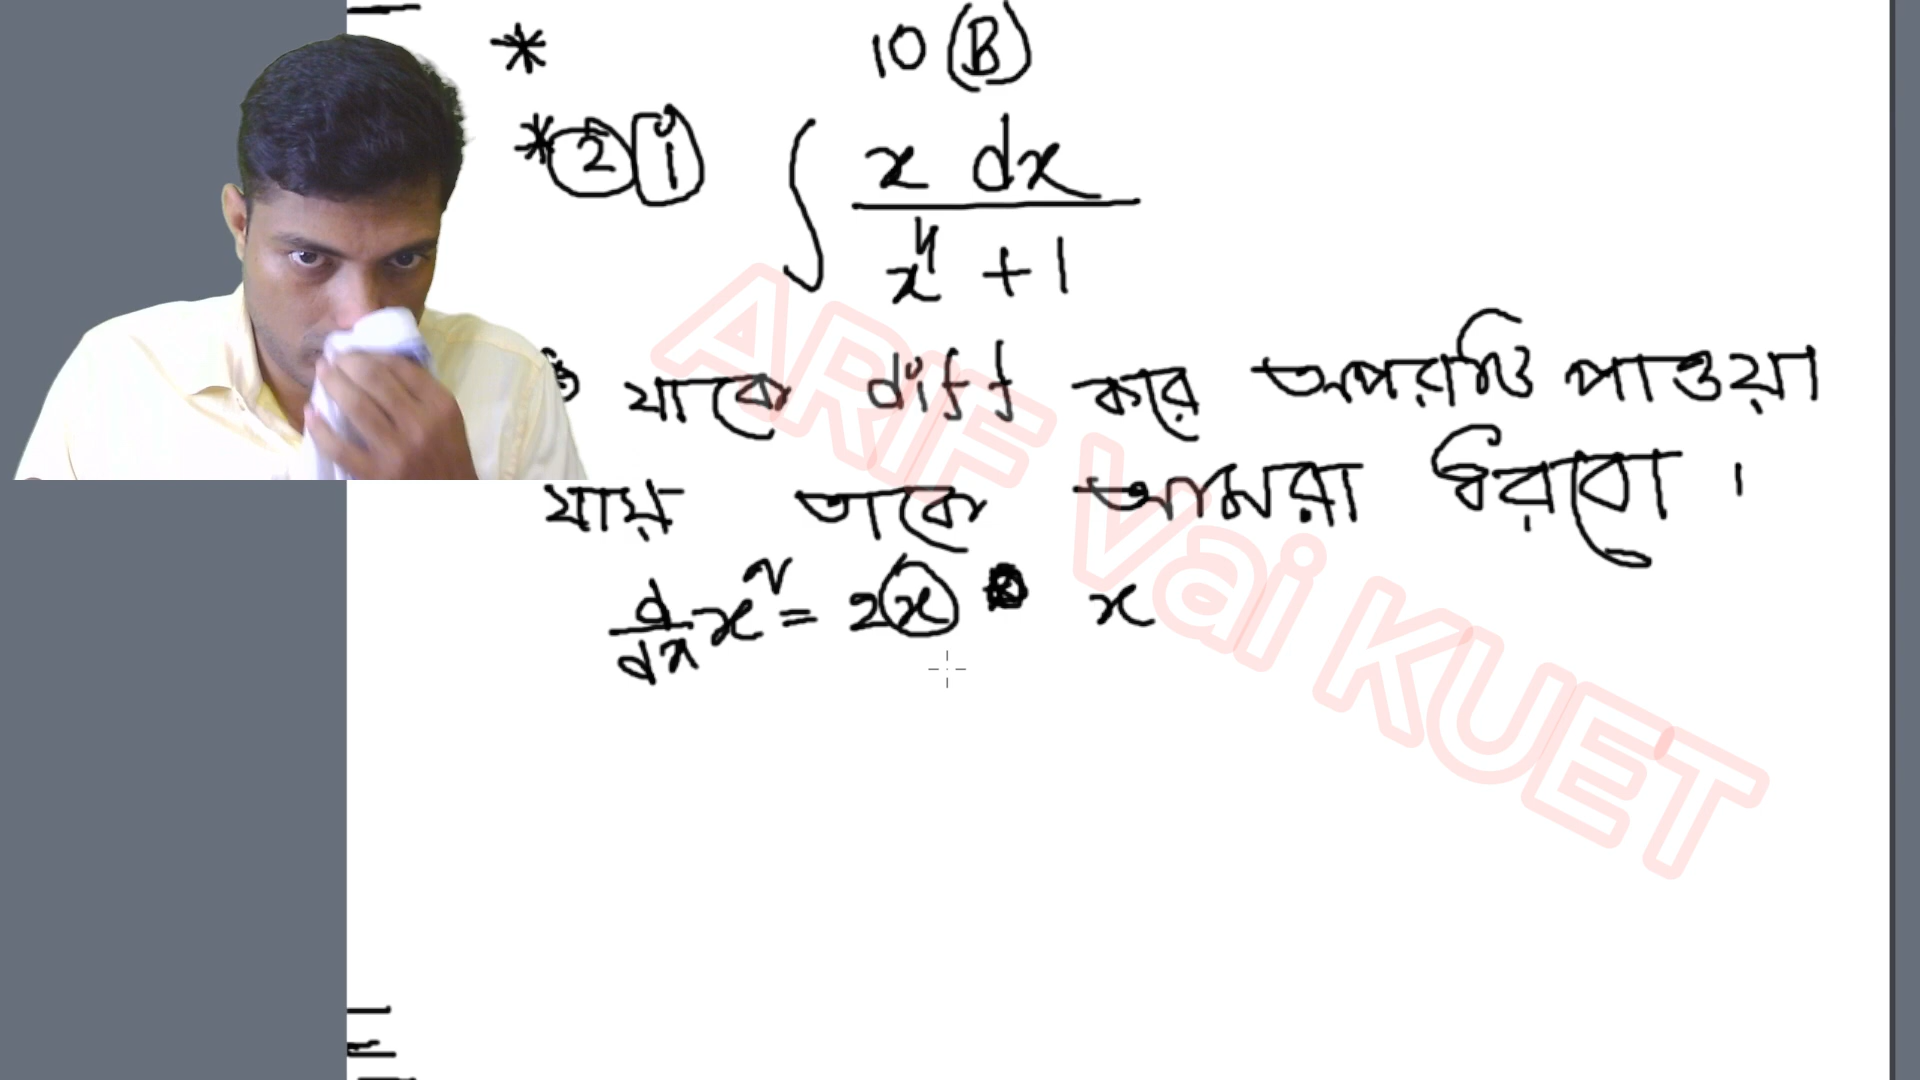 * 10 (B)
* 2 i ∫ x dx / x⁴ + 1
যাকে diff করে অপরটি পাওয়া
যায় তাকে আমরা ধরবো ।
d/dx x² = 2x x
ARIF Vai KUET